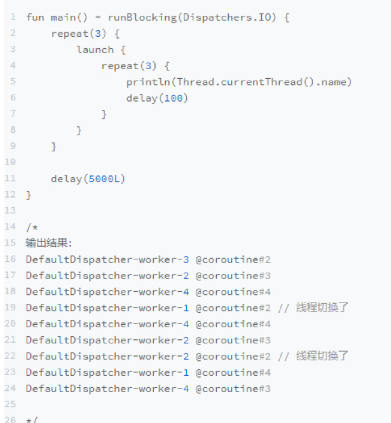 1 fun main() = runBlocking(Dispatchers.IO) {
2 repeat(3) {
3 launch {
4 repeat(3) {
5 println(Thread.currentThread().name)
6 delay(100)
7 }
8 }
9 }
10
11 delay(5000L)
12 }
13
14 /*
15 输出结果:
16 DefaultDispatcher-worker-3 @coroutine#2
17 DefaultDispatcher-worker-2 @coroutine#3
18 DefaultDispatcher-worker-4 @coroutine#4
19 DefaultDispatcher-worker-1 @coroutine#2 // 线程切换了
20 DefaultDispatcher-worker-4 @coroutine#4
21 DefaultDispatcher-worker-2 @coroutine#3
22 DefaultDispatcher-worker-2 @coroutine#2 // 线程切换了
23 DefaultDispatcher-worker-1 @coroutine#4
24 DefaultDispatcher-worker-4 @coroutine#3
25
26 */